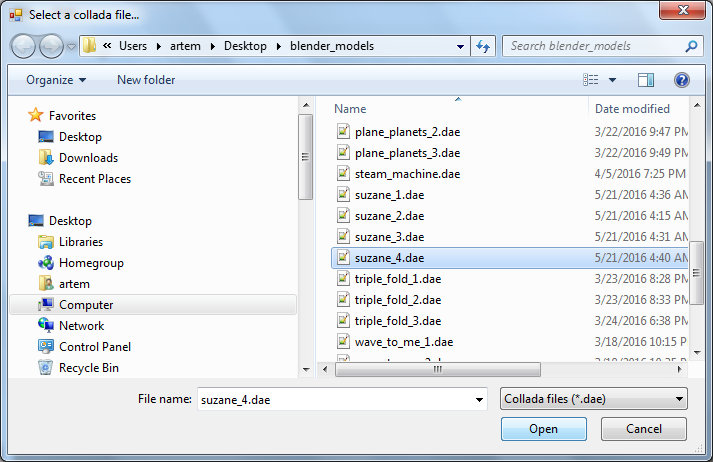 Select a collada file...
Users ▸ artem ▸ Desktop ▸ blender_models
Search blender_models
Organize
New folder
Favorites
Desktop
Downloads
Recent Places
Desktop
Libraries
Homegroup
artem
Computer
Network
Control Panel
Recycle Bin
Name Date modified
plane_planets_2.dae 3/22/2016 9:47 PM
plane_planets_3.dae 3/22/2016 9:49 PM
steam_machine.dae 4/5/2016 7:25 PM
suzane_1.dae 5/21/2016 4:36 AM
suzane_2.dae 5/21/2016 4:15 AM
suzane_3.dae 5/21/2016 4:31 AM
suzane_4.dae 5/21/2016 4:40 AM
triple_fold_1.dae 3/23/2016 8:28 PM
triple_fold_2.dae 3/23/2016 8:33 PM
triple_fold_3.dae 3/24/2016 6:38 PM
wave_to_me_1.dae 3/18/2016 10:15 P
File name: suzane_4.dae
Collada files (*.dae)
Open
Cancel